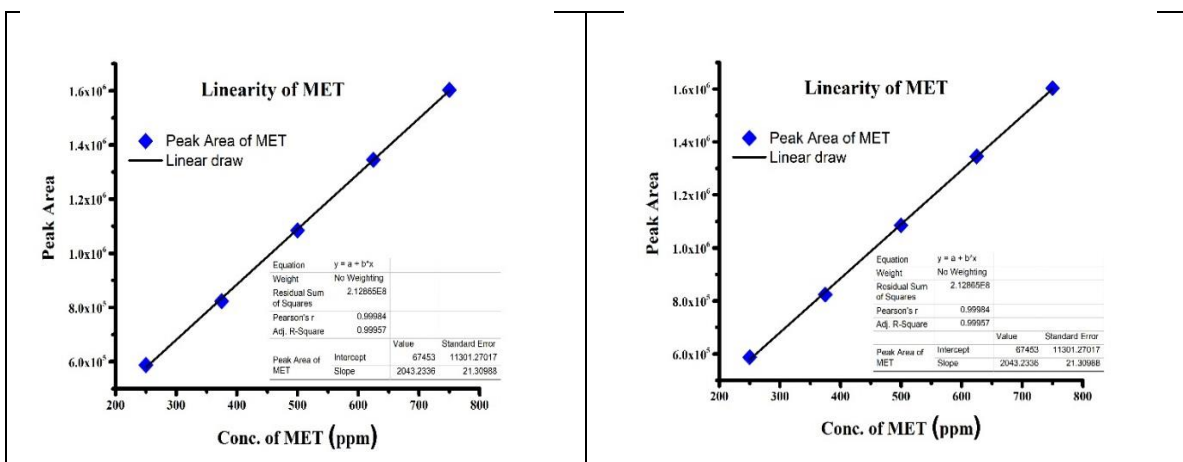 Linearity of MET
Peak Area of MET
Linear draw
Peak Area
1.6x10⁶
1.4x10⁶
1.2x10⁶
1.0x10⁶
8.0x10⁵
6.0x10⁵
Equation y = a + b*x
Weight No Weighting
Residual Sum of Squares 2.12865E8
Pearson's r 0.99984
Adj. R-Square 0.99957
Value Standard Error
Peak Area of MET Intercept 67453 11301.27017
Slope 2043.2336 21.30988
200 300 400 500 600 700 800
Conc. of MET (ppm)
Linearity of MET
Peak Area of MET
Linear draw
Peak Area
1.6x10⁶
1.4x10⁶
1.2x10⁶
1.0x10⁶
8.0x10⁵
6.0x10⁵
Equation y = a + b*x
Weight No Weighting
Residual Sum of Squares 2.12865E8
Pearson's r 0.99984
Adj. R-Square 0.99957
Value Standard Error
Peak Area of MET Intercept 67453 11301.27017
Slope 2043.2336 21.30988
200 300 400 500 600 700 800
Conc. of MET (ppm)